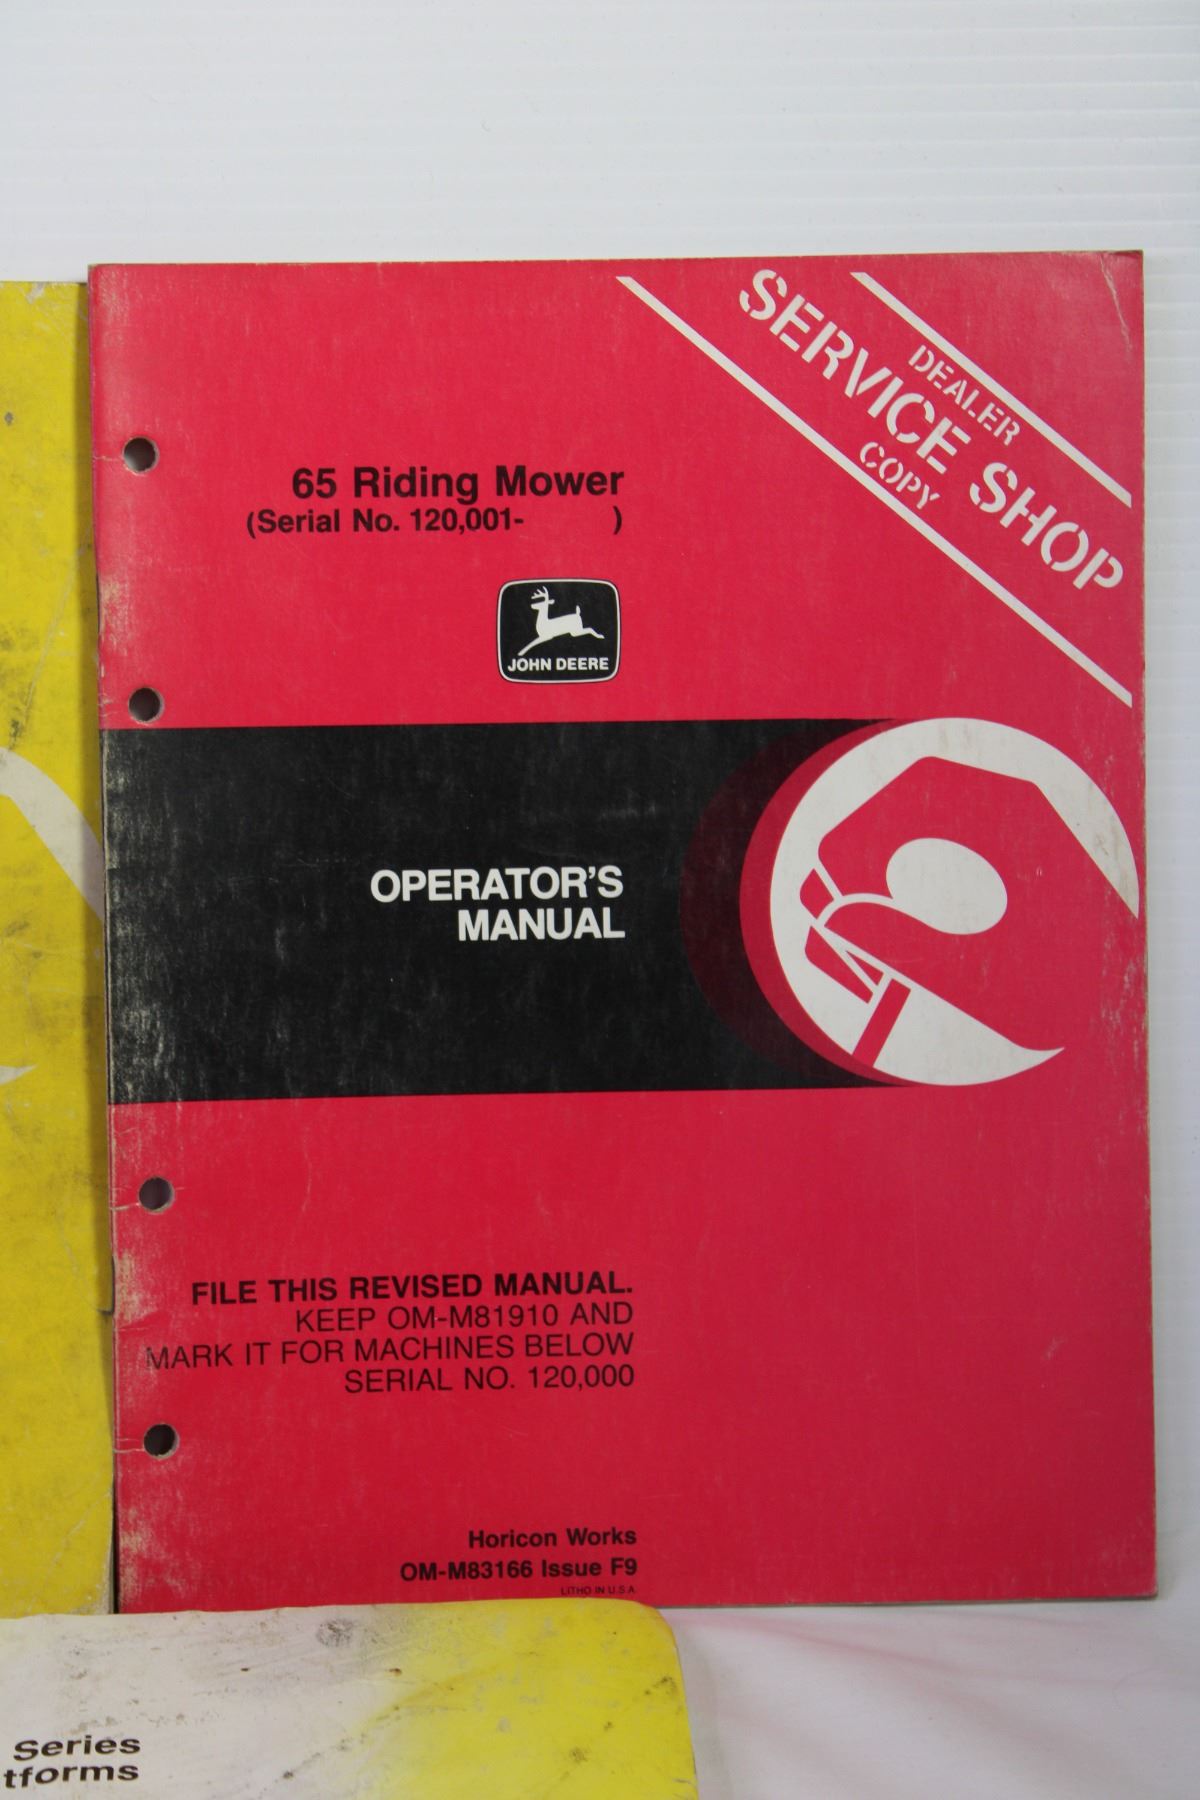 DEALER
SERVICE SHOP
COPY
65 Riding Mower
(Serial No. 120,001-        )
JOHN DEERE
OPERATOR'S
MANUAL
FILE THIS REVISED MANUAL.
KEEP OM-M81910 AND
MARK IT FOR MACHINES BELOW
SERIAL NO. 120,000
Horicon Works
OM-M83166 Issue F9
LITHO IN U.S.A.
Series
tforms